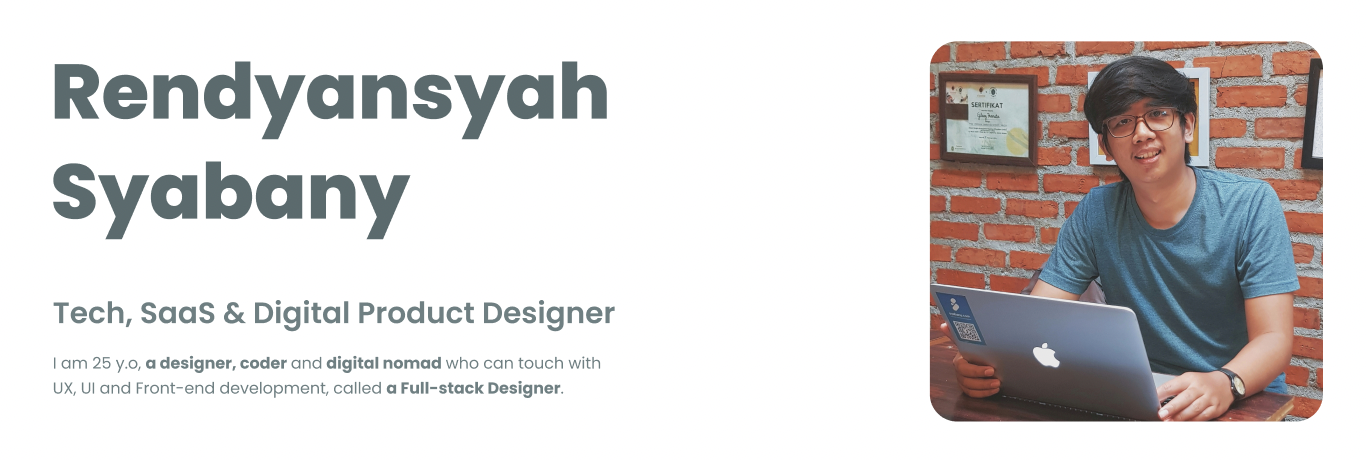 Rendyansyah
Syabany
Tech, SaaS & Digital Product Designer
I am 25 y.o, a designer, coder and digital nomad who can touch with
UX, UI and Front-end development, called a Full-stack Designer.
SERTIFIKAT